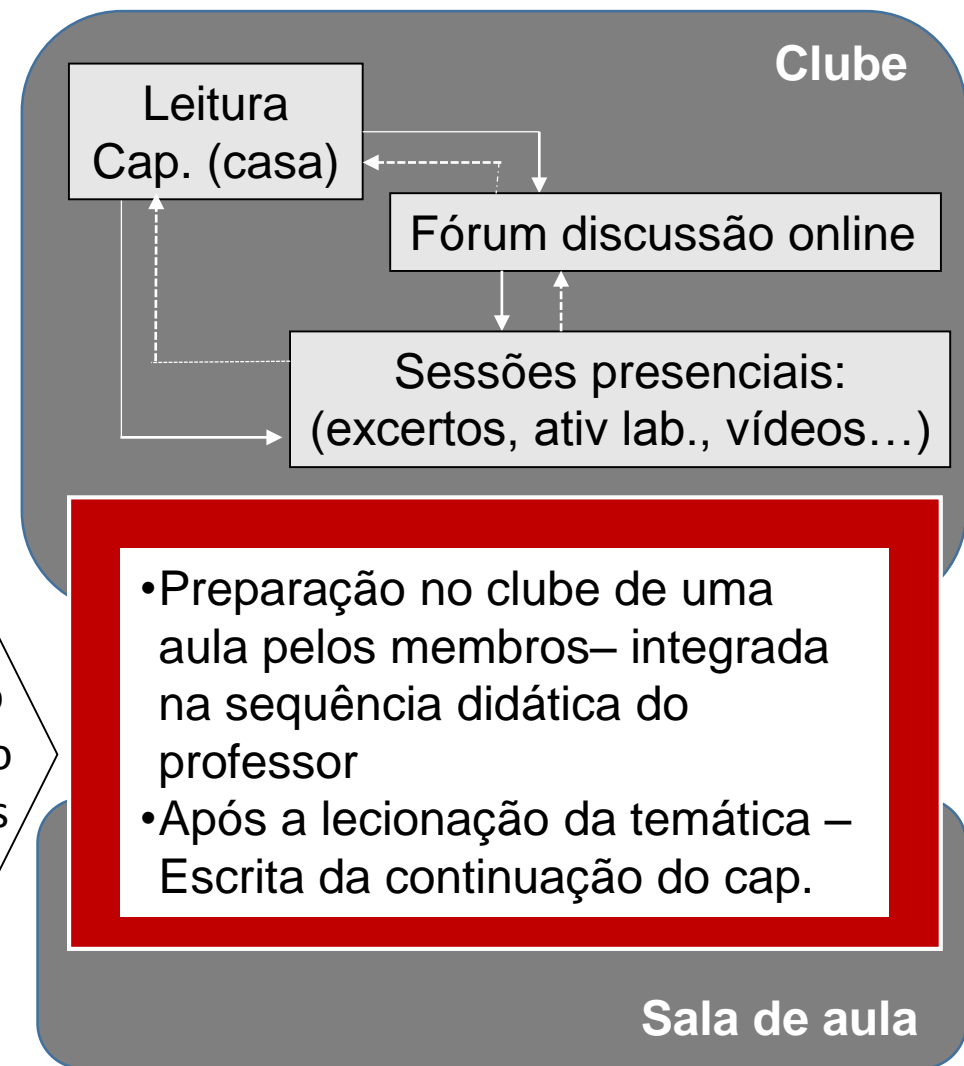 Clube
Leitura
Cap. (casa)
Fórum discussão online
Sessões presenciais:
(excertos, ativ lab., vídeos…)
•Preparação no clube de uma
aula pelos membros– integrada
na sequência didática do
professor
•Após a lecionação da temática –
Escrita da continuação do cap.
Sala de aula